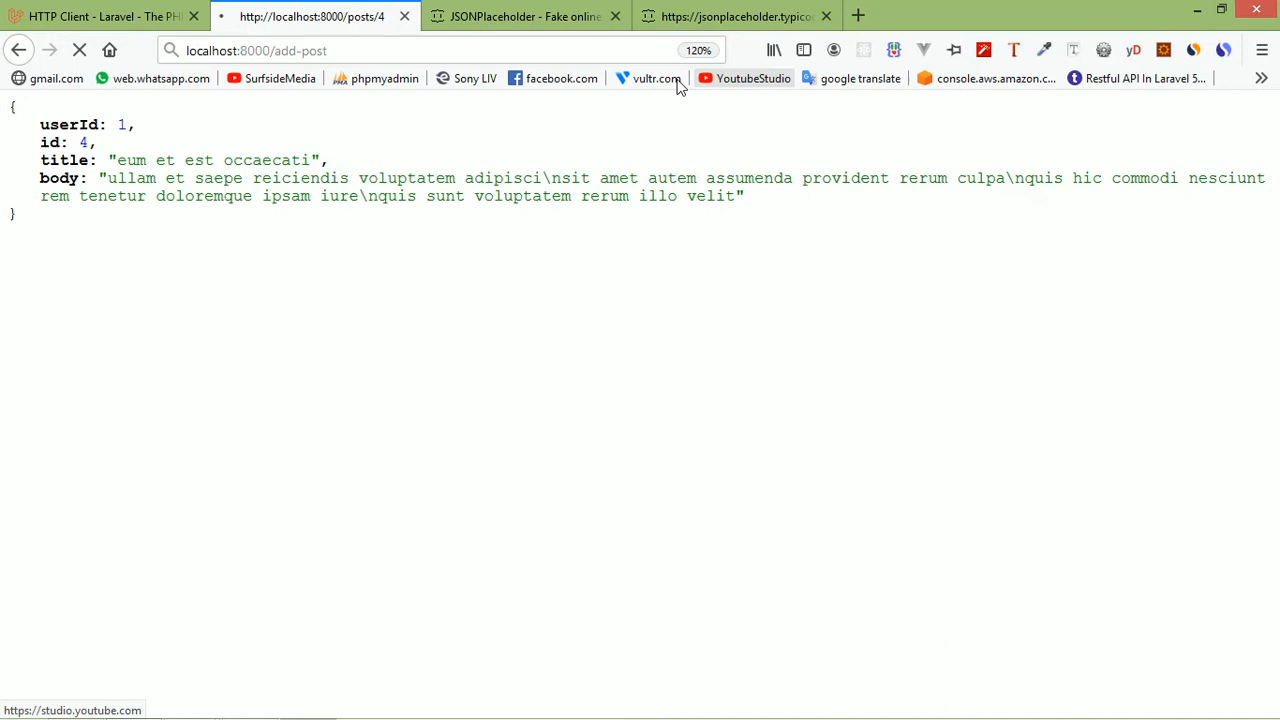 HTTP Client - Laravel - The PH
http://localhost:8000/posts/4
JSONPlaceholder - Fake online
https://jsonplaceholder.typico
localhost:8000/add-post
120%
gmail.com
web.whatsapp.com
SurfsideMedia
phpmyadmin
Sony LIV
facebook.com
vultr.com
YoutubeStudio
google translate
console.aws.amazon.c...
Restful API In Laravel 5...
{
userId: 1,
id: 4,
title: "eum et est occaecati",
body: "ullam et saepe reiciendis voluptatem adipisci\nsit amet autem assumenda provident rerum culpa\nquis hic commodi nesciunt
rem tenetur doloremque ipsam iure\nquis sunt voluptatem rerum illo velit"
}
https://studio.youtube.com